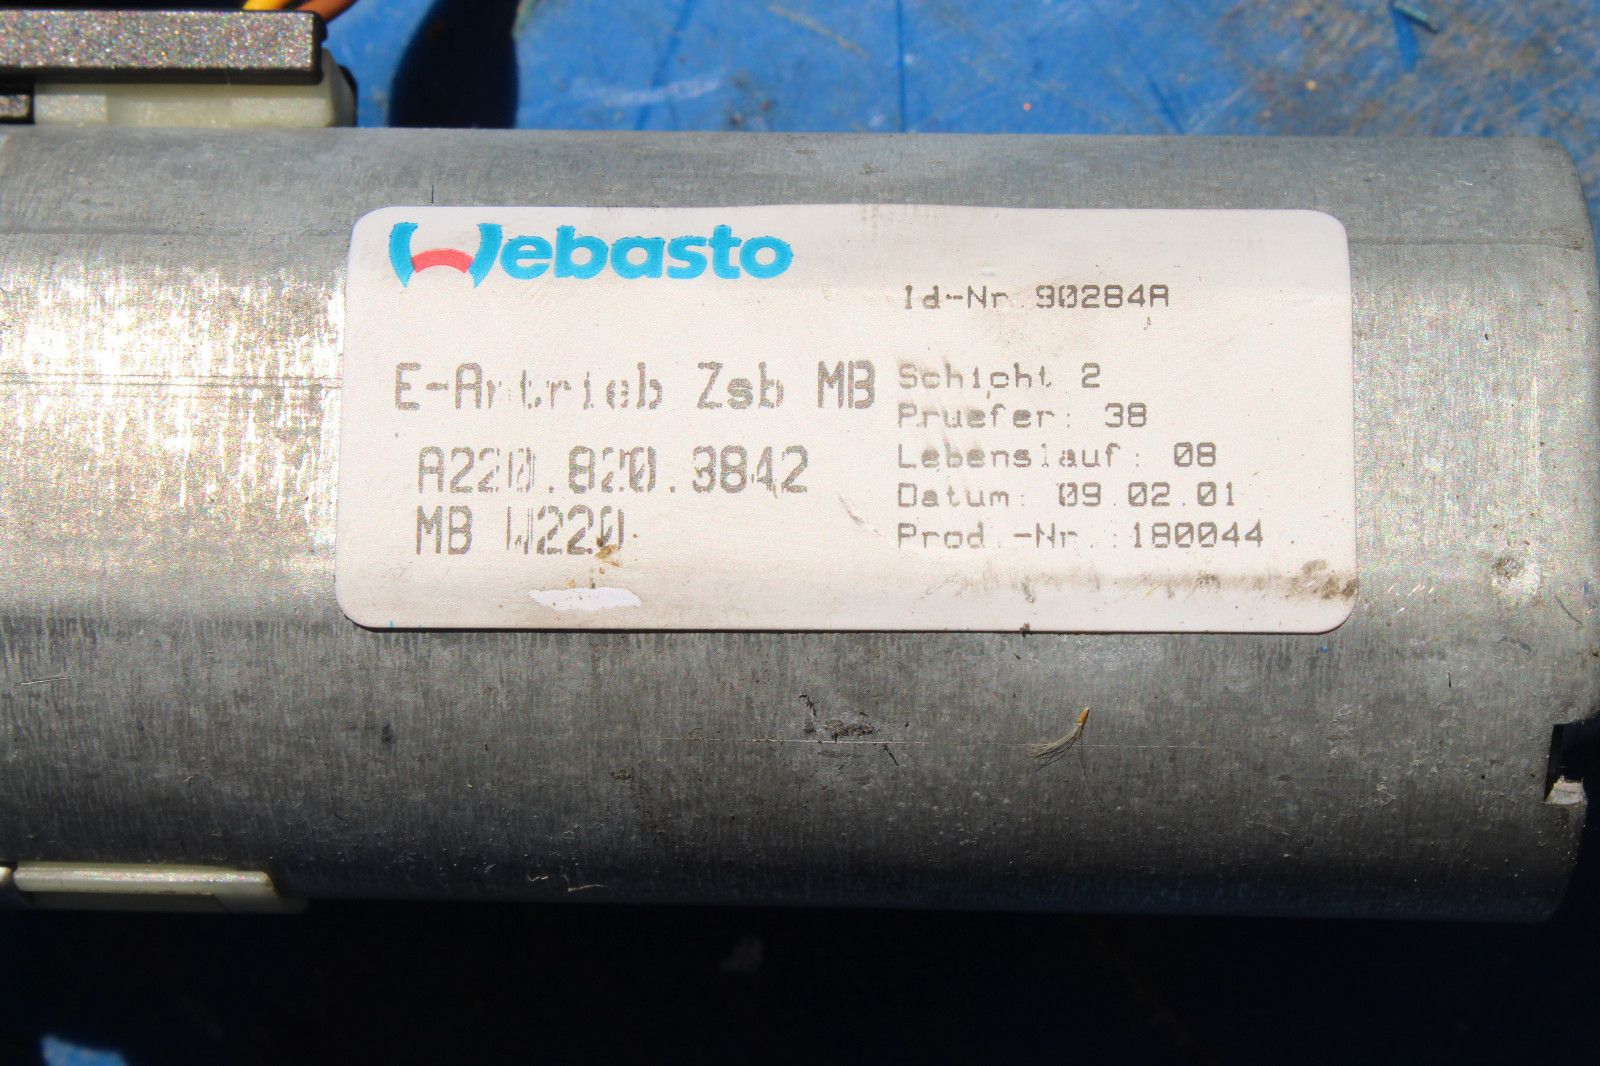 Webasto
Id-Nr.90284A
E-Antrieb Zsb MB
A220.820.3842
MB W220
Schicht 2
Pruefer: 38
Lebenslauf: 08
Datum: 09.02.01
Prod.-Nr.:180044